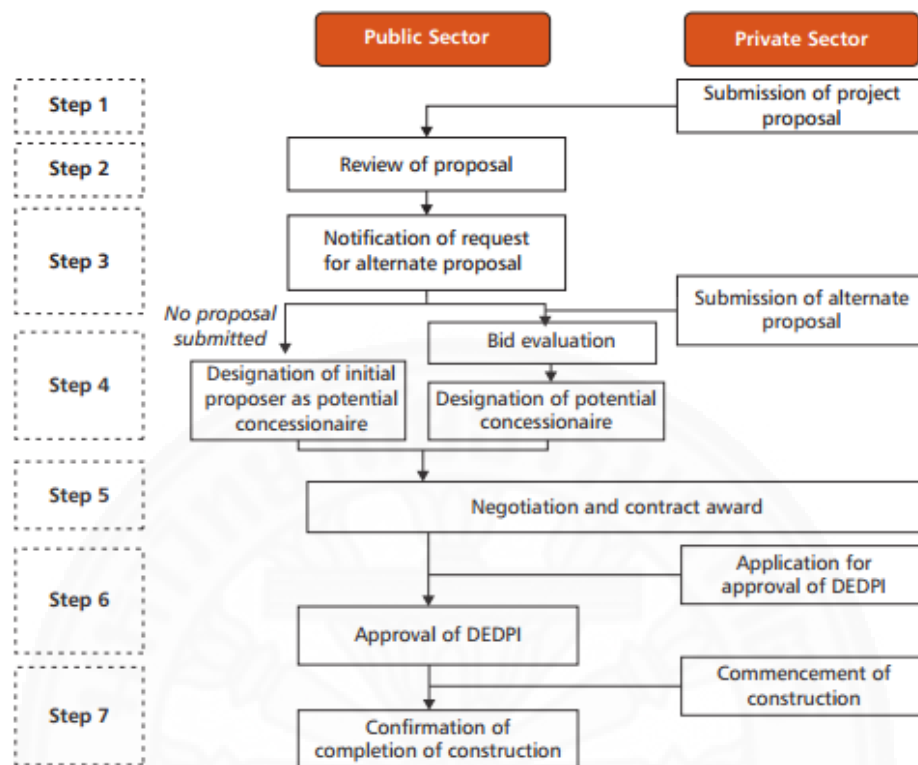 Public Sector
Private Sector
Step 1
Submission of project
proposal
Step 2
Review of proposal
Step 3
Notification of request
for alternate proposal
No proposal
submitted
Submission of alternate
proposal
Bid evaluation
Step 4
Designation of initial
proposer as potential
concessionaire
Designation of potential
concessionaire
Step 5
Negotiation and contract award
Step 6
Application for
approval of DEDPI
Approval of DEDPI
Step 7
Commencement of
construction
Confirmation of
completion of construction